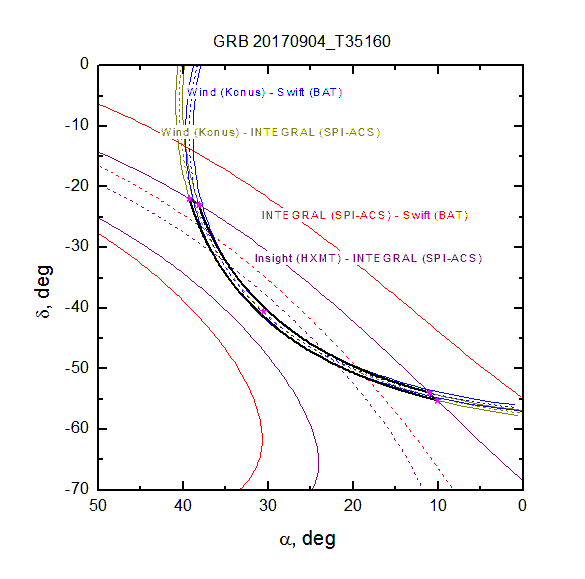 GRB 20170904_T35160
0
Wind (Konus) - Swift (BAT)
-10
Wind (Konus) - INTEGRAL (SPI-ACS)
-20
INTEGRAL (SPI-ACS) - Swift (BAT)
Insight (HXMT) - INTEGRAL (SPI-ACS)
-30
δ, deg
-40
-50
-60
-70
50 40 30 20 10 0
α, deg